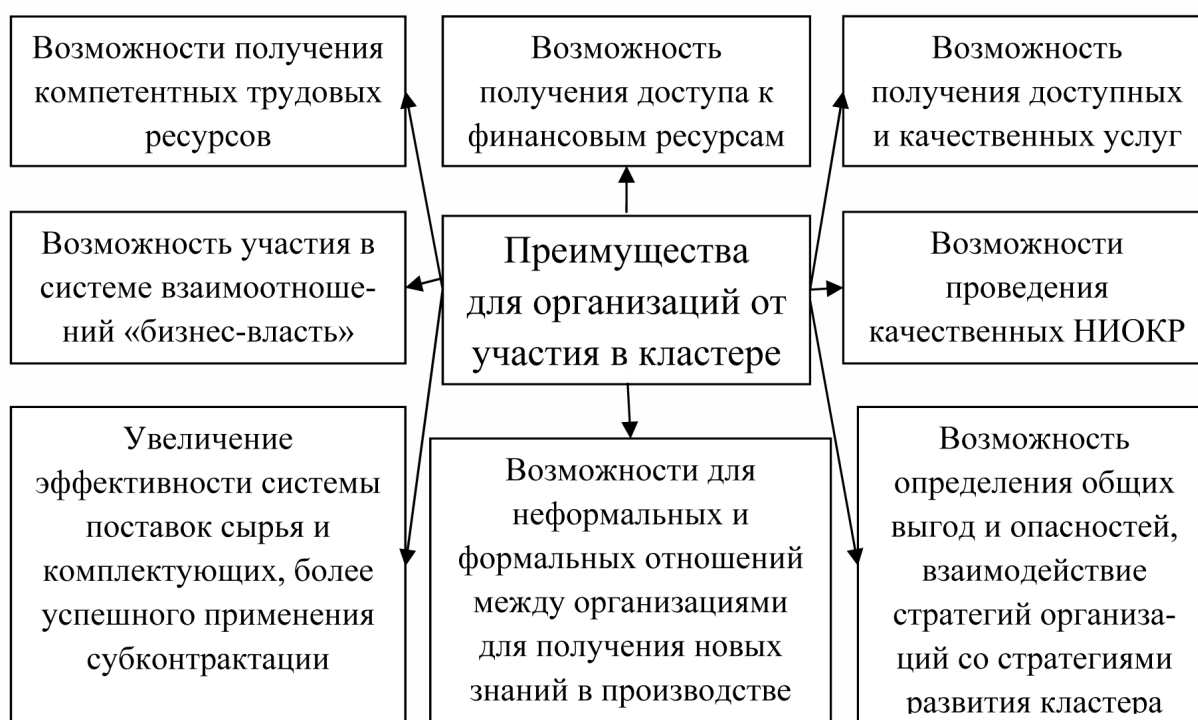 Возможности получения
компетентных трудовых
ресурсов
Возможность
получения доступа к
финансовым ресурсам
Возможность
получения доступных
и качественных услуг
Возможность участия в
системе взаимоотноше-
ний «бизнес-власть»
Преимущества
для организаций от
участия в кластере
Возможности
проведения
качественных НИОКР
Увеличение
эффективности системы
поставок сырья и
комплектующих, более
успешного применения
субконтрактации
Возможности для
неформальных и
формальных отношений
между организациями
для получения новых
знаний в производстве
Возможность
определения общих
выгод и опасностей,
взаимодействие
стратегий организа-
ций со стратегиями
развития кластера